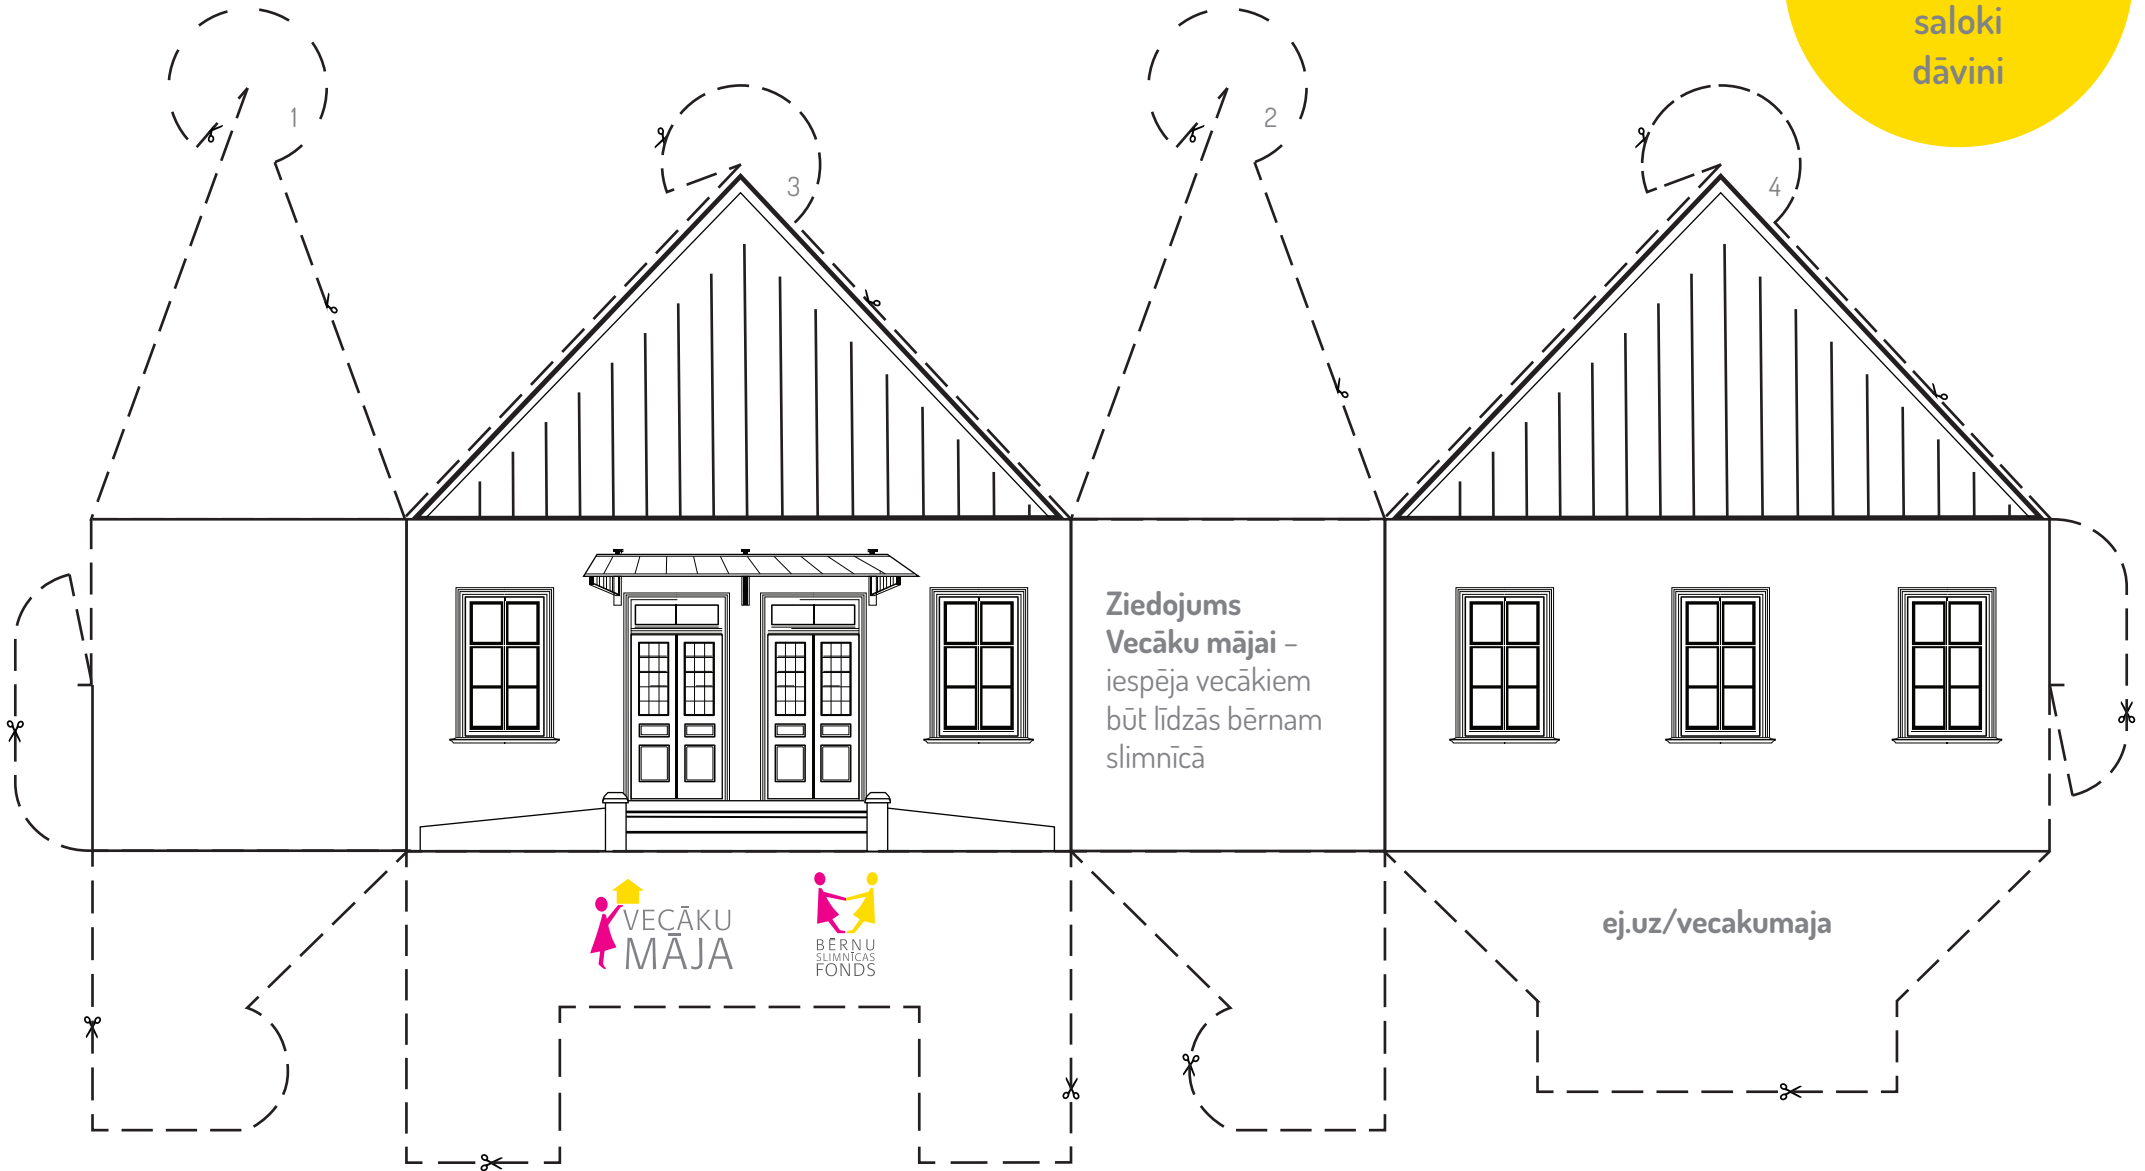 saloki
dāvini
1
2
3
4
Ziedojums
Vecāku mājai –
iespēja vecākiem
būt līdzās bērnam
slimnīcā
VECĀKU
MĀJA
BĒRNU
SLIMNĪCAS
FONDS
ej.uz/vecakumaja